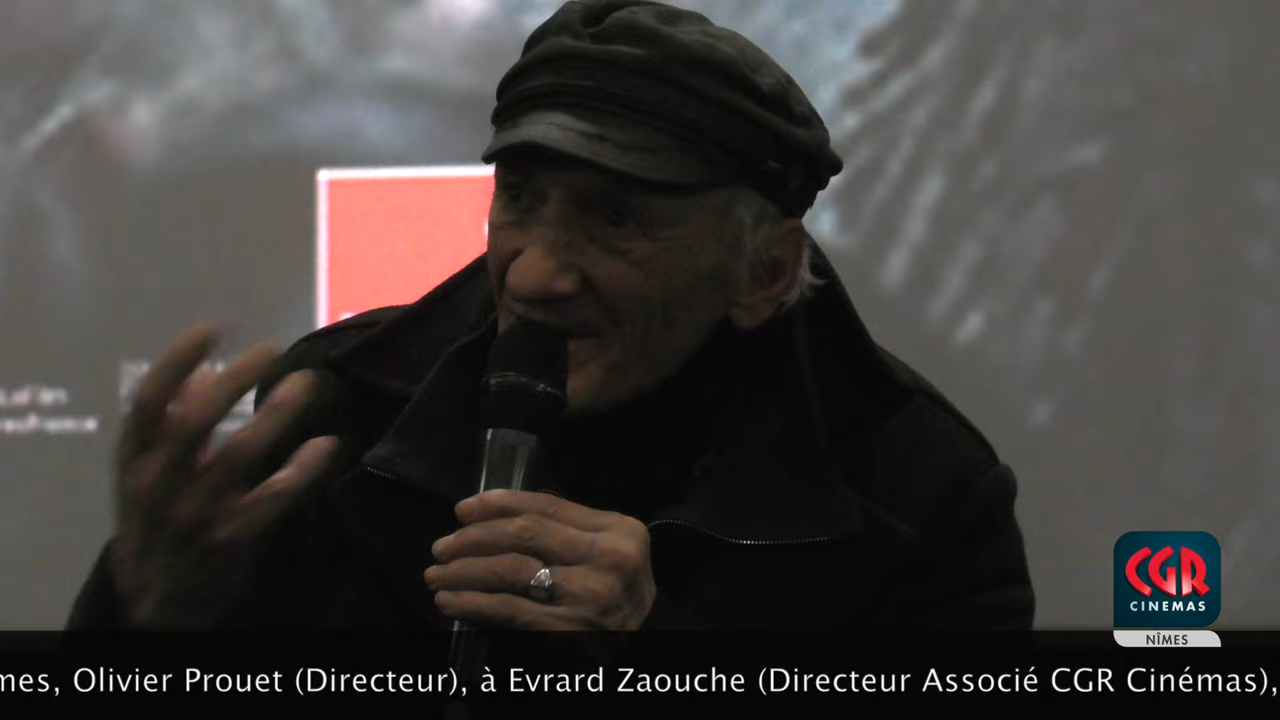 CGR
CINEMAS
NÎMES
mes, Olivier Prouet (Directeur), à Evrard Zaouche (Directeur Associé CGR Cinémas),